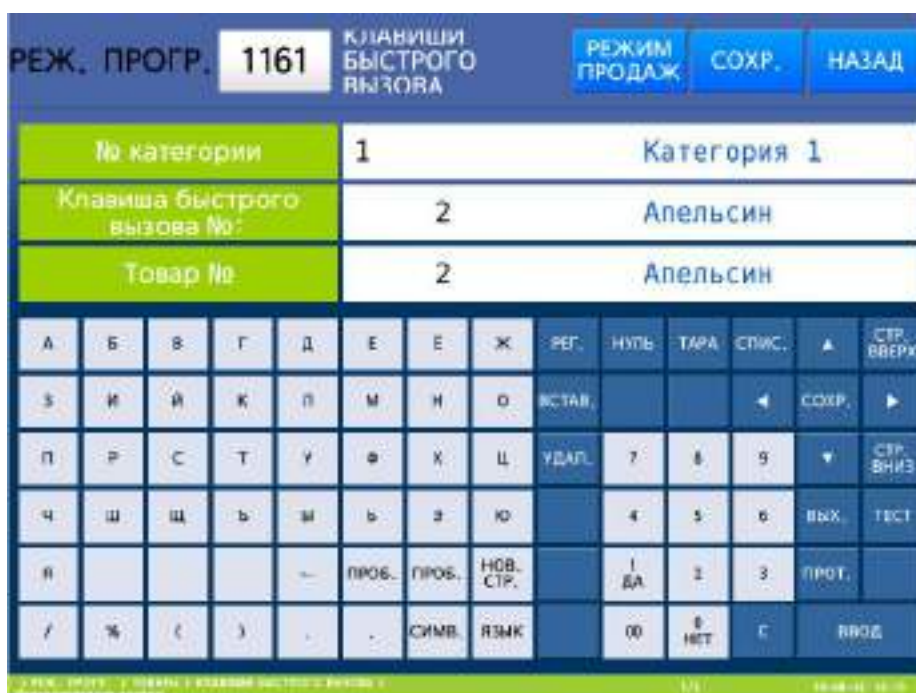 РЕЖ. ПРОГР. 1161 КЛАВИШИ БЫСТРОГО ВЫЗОВА РЕЖИМ ПРОДАЖ СОХР. НАЗАД
№ категории 1 Категория 1
Клавиша быстрого вызова №: 2 Апельсин
Товар № 2 Апельсин
А Б В Г Д Е Ё Ж РЕГ. НУЛЬ ТАРА СПИС. ▲ СТР. ВВЕРХ
З И Й К Л М Н О ВСТАВ. ◀ СОХР. ▶
П Р С Т У Ф Х Ц УДАЛ. 7 8 9 ▼ СТР. ВНИЗ
Ч Ш Щ Ъ Ы Ь Э Ю 4 5 6 ВЫХ. ТЕСТ
Я ПРОБ. ПРОБ. НОВ. СТР. 1 ДА 2 3 ПРОТ.
/ % ( ) . СИМВ. ЯЗЫК 00 0 НЕТ C ВВОД
1/1